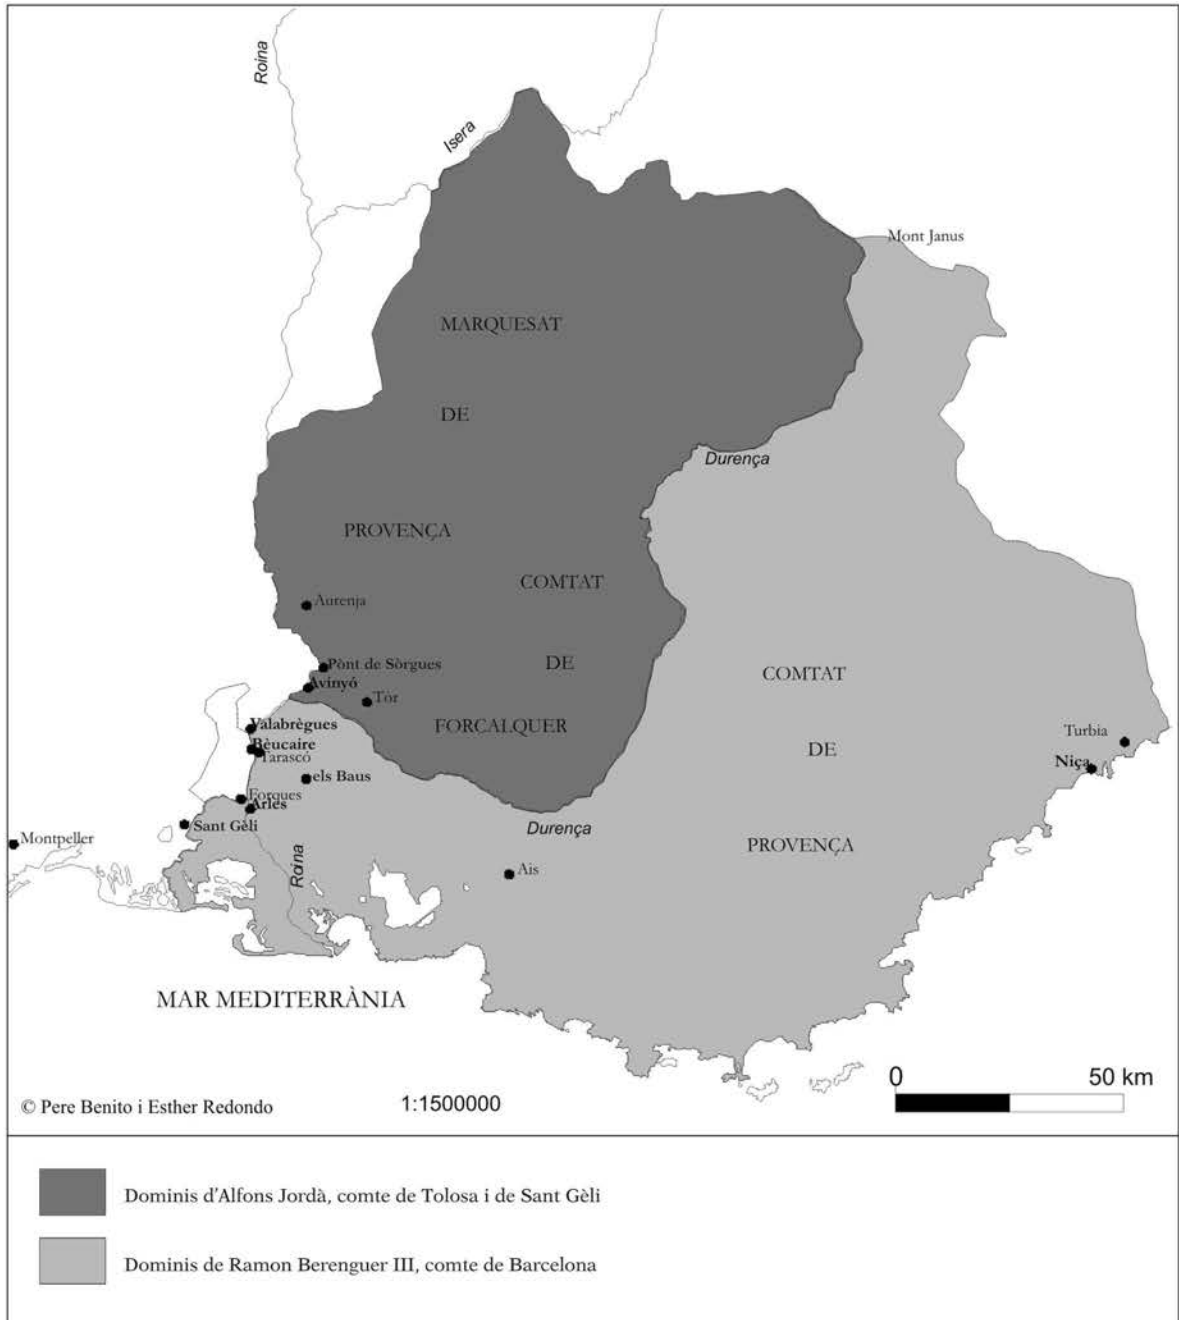 Roina
Isera
Mont Janus
MARQUESAT
DE
Durença
PROVENÇA
COMTAT
Aurenja
DE
Pònt de Sòrgues
COMTAT
Avinyó
Tòr
FORCALQUER
Valabrègues
Turbia
Bèucaire
DE
Tarascó
Niça
els Baus
Forques
Arles
Sant Gèli
Durença
Montpeller
PROVENÇA
Roina
Ais
MAR MEDITERRÀNIA
0 50 km
© Pere Benito i Esther Redondo
1:1500000
Dominis d'Alfons Jordà, comte de Tolosa i de Sant Gèli
Dominis de Ramon Berenguer III, comte de Barcelona